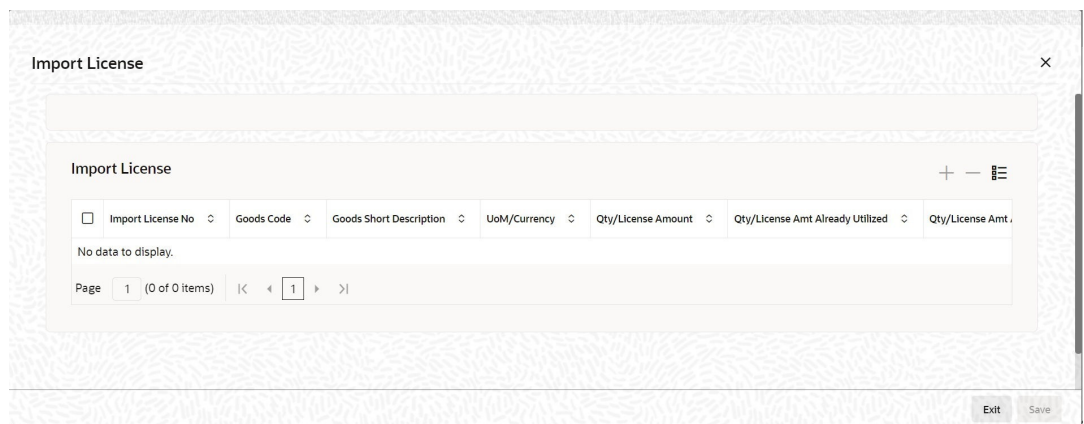 Import License
Import License
Import License No Goods Code Goods Short Description UoM/Currency Qty/License Amount Qty/License Amt Already Utilized Qty/License Amt
No data to display.
Page 1 (0 of 0 items) 1
Exit Save